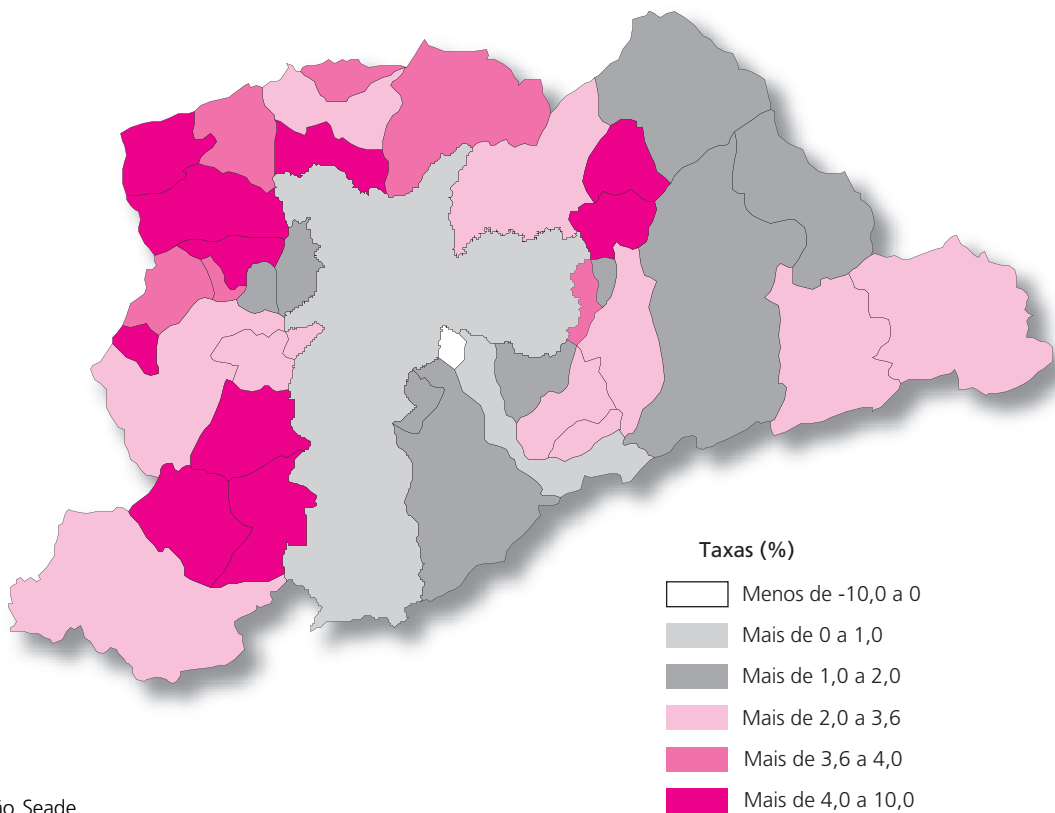 Taxas (%)
Menos de -10,0 a 0
Mais de 0 a 1,0
Mais de 1,0 a 2,0
Mais de 2,0 a 3,6
Mais de 3,6 a 4,0
Mais de 4,0 a 10,0
Seade